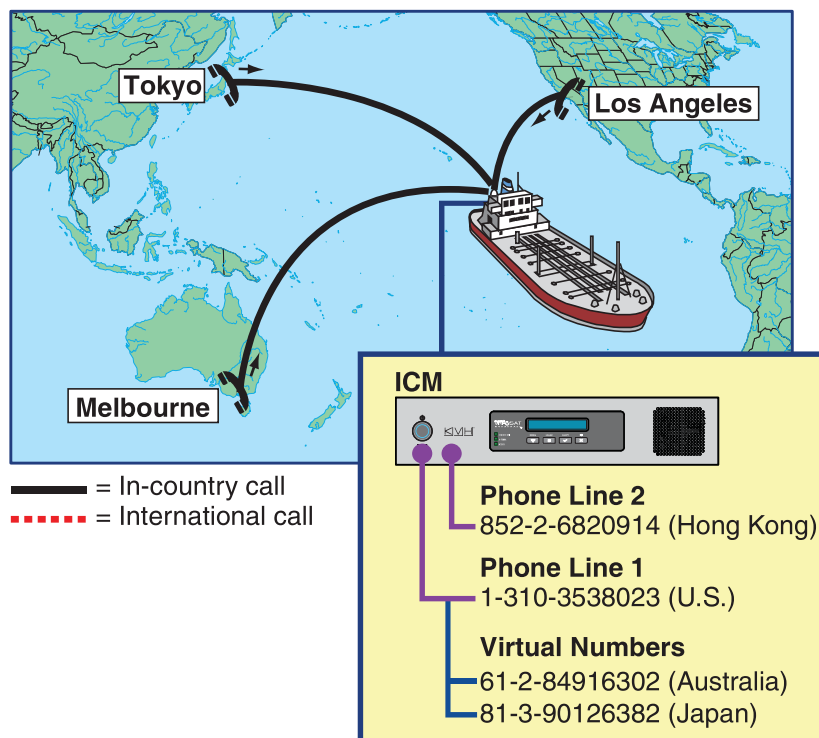 Tokyo
Los Angeles
Melbourne
= In-country call
= International call
ICM
KVH
Phone Line 2
852-2-6820914 (Hong Kong)
Phone Line 1
1-310-3538023 (U.S.)
Virtual Numbers
61-2-84916302 (Australia)
81-3-90126382 (Japan)